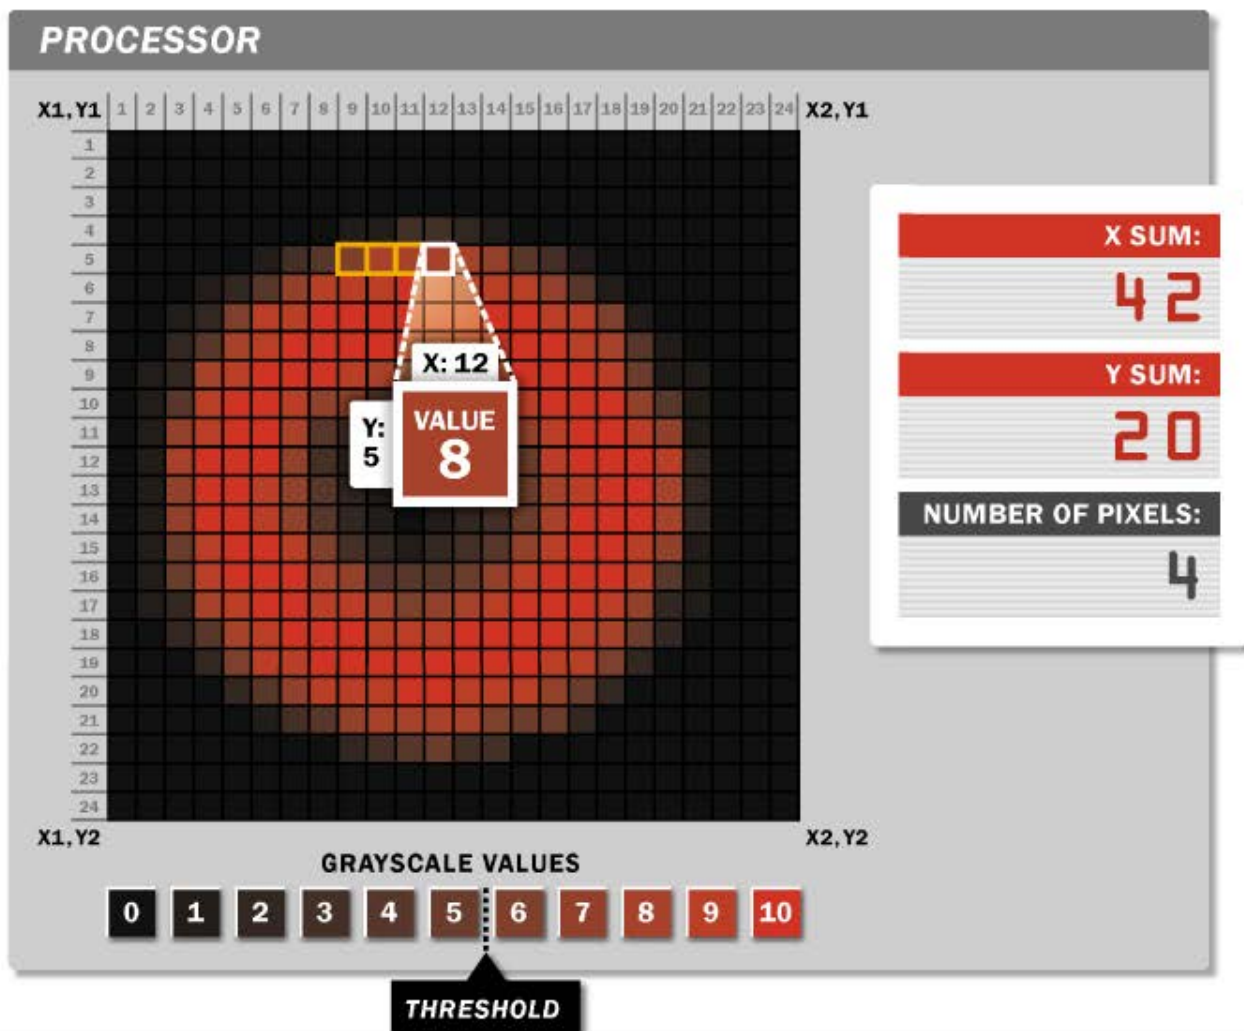 PROCESSOR
X1, Y1 1 2 3 4 5 6 7 8 9 10 11 12 13 14 15 16 17 18 19 20 21 22 23 24 X2, Y1
1
2
3
4
5
6
7
8
9
10
11
12
13
14
15
16
17
18
19
20
21
22
23
24
X: 12
Y:
5
VALUE
8
X SUM:
42
Y SUM:
20
NUMBER OF PIXELS:
4
X1, Y2 X2, Y2
GRAYSCALE VALUES
0 1 2 3 4 5 6 7 8 9 10
THRESHOLD